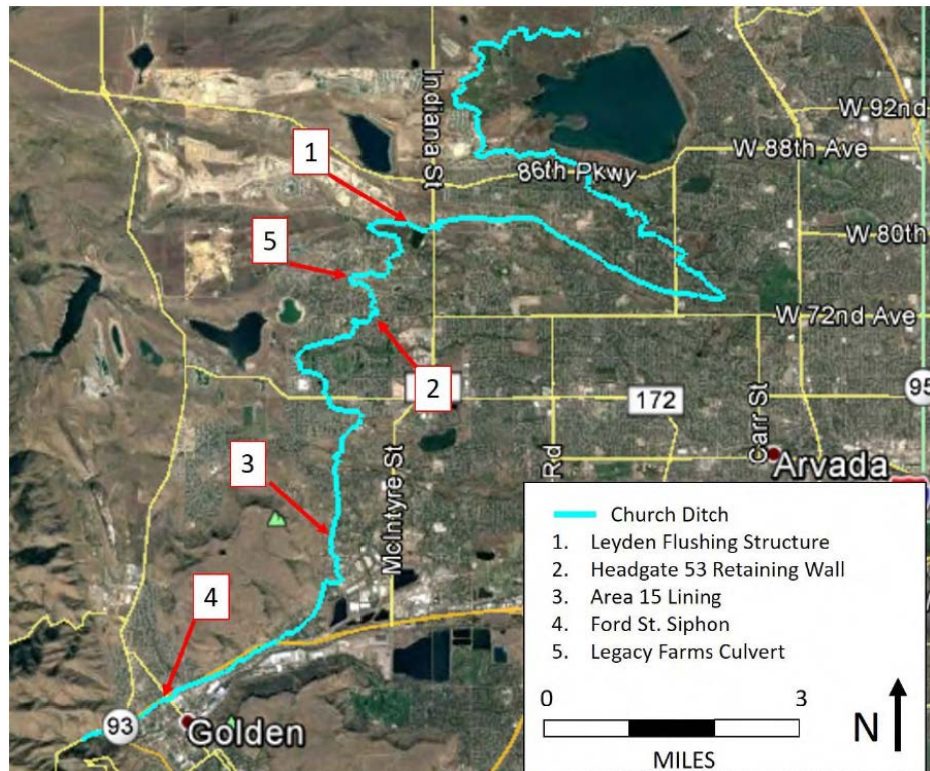 Indiana St
W 92nd
1
W 88th Ave
86th Pkwy
5
W 80th
W 72nd Ave
2
172
95
Carr St
3
McIntyre St
Rd
Arvada
4
93
Golden
Church Ditch
1. Leyden Flushing Structure
2. Headgate 53 Retaining Wall
3. Area 15 Lining
4. Ford St. Siphon
5. Legacy Farms Culvert
0 3
MILES
N